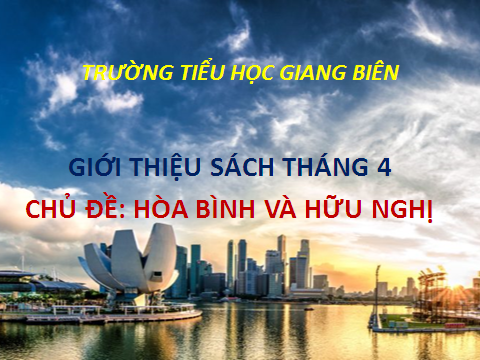 TRƯỜNG TIỂU HỌC GIANG BIÊN
GIỚI THIỆU SÁCH THÁNG 4
CHỦ ĐỀ: HÒA BÌNH VÀ HỮU NGHỊ